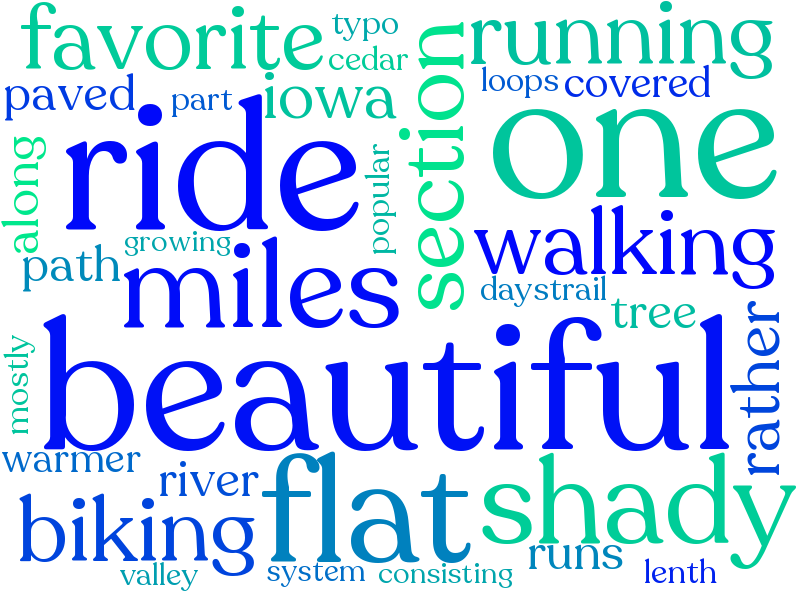 favorite
typo
cedar
running
paved
part
iowa
section
loops
covered
ride
one
along
popular
growing
path
miles
walking
daystrail
tree
rather
beautiful
mostly
warmer
river
biking
flat
shady
runs
valley
system
consisting
lenth